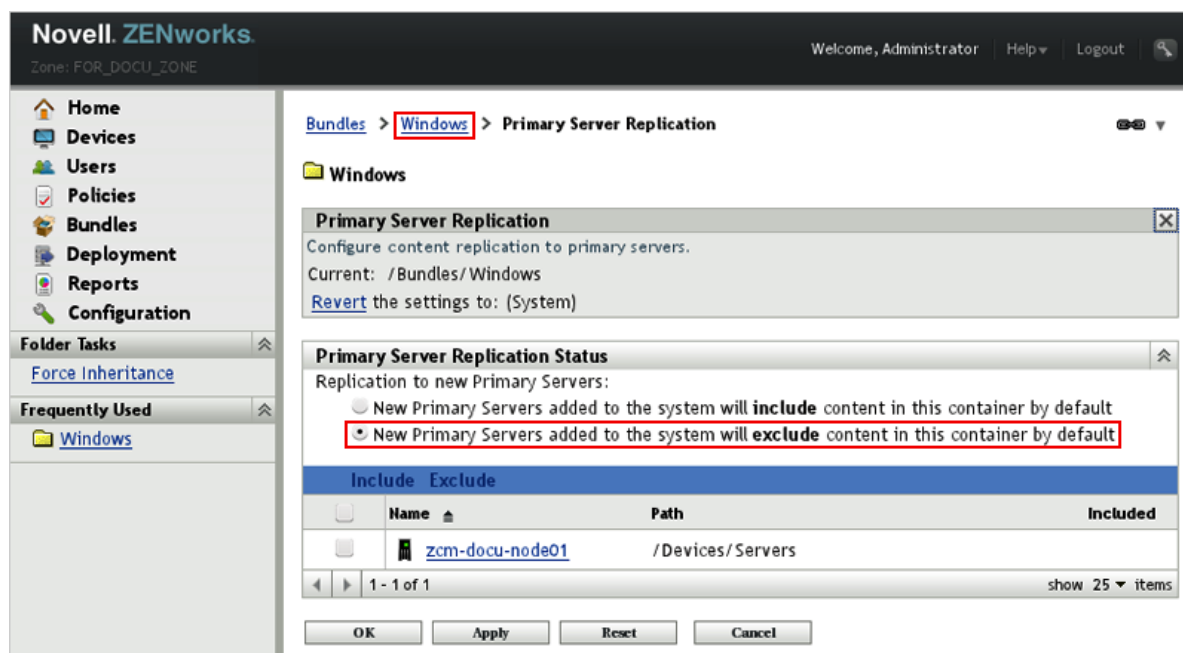 Novell. ZENworks.
Zone: FOR_DOCU_ZONE
Welcome, Administrator Help Logout
Home
Devices
Users
Policies
Bundles
Deployment
Reports
Configuration
Folder Tasks
Force Inheritance
Frequently Used
Windows
Bundles > Windows > Primary Server Replication
Windows
Primary Server Replication
Configure content replication to primary servers.
Current: /Bundles/Windows
Revert the settings to: (System)
Primary Server Replication Status
Replication to new Primary Servers:
New Primary Servers added to the system will include content in this container by default
New Primary Servers added to the system will exclude content in this container by default
Include Exclude
Name Path Included
zcm-docu-node01 /Devices/Servers
1 - 1 of 1 show 25 items
OK Apply Reset Cancel